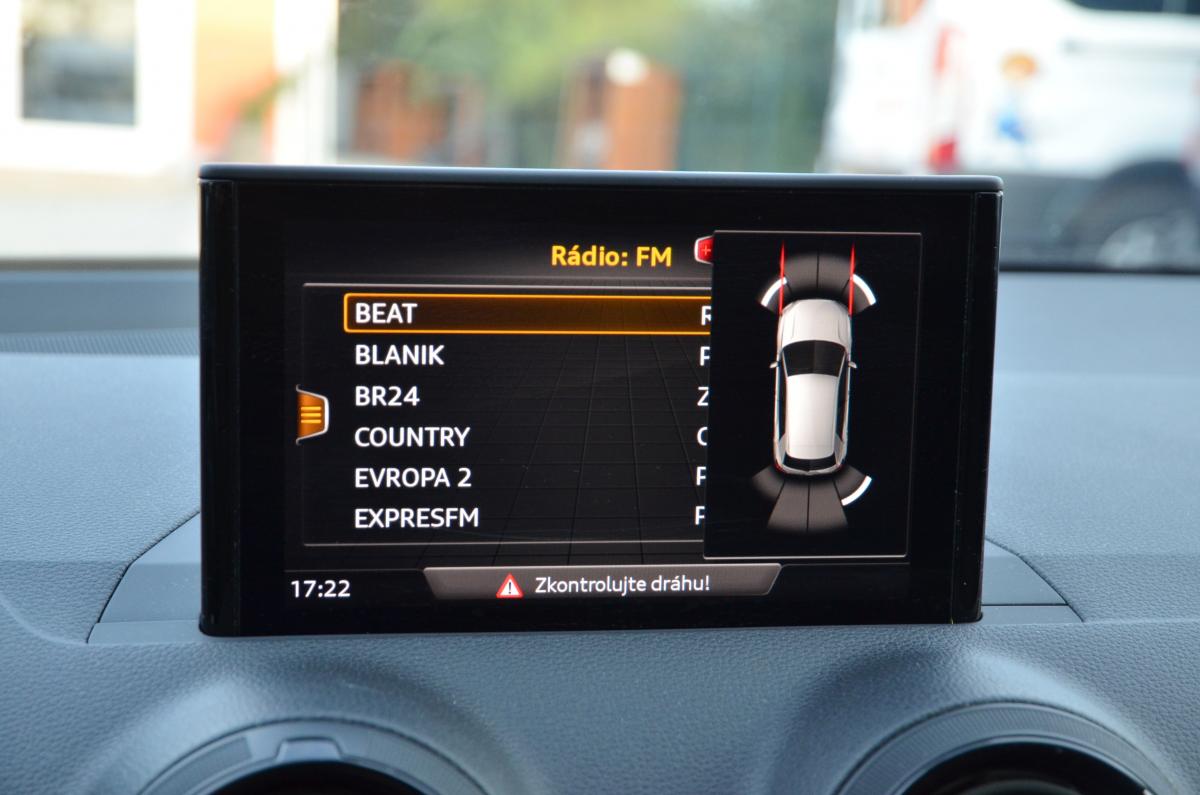 Rádio: FM
BEAT R
BLANIK P
BR24 Z
COUNTRY
EVROPA 2 P
EXPRESFM P
17:22 Zkontrolujte dráhu!